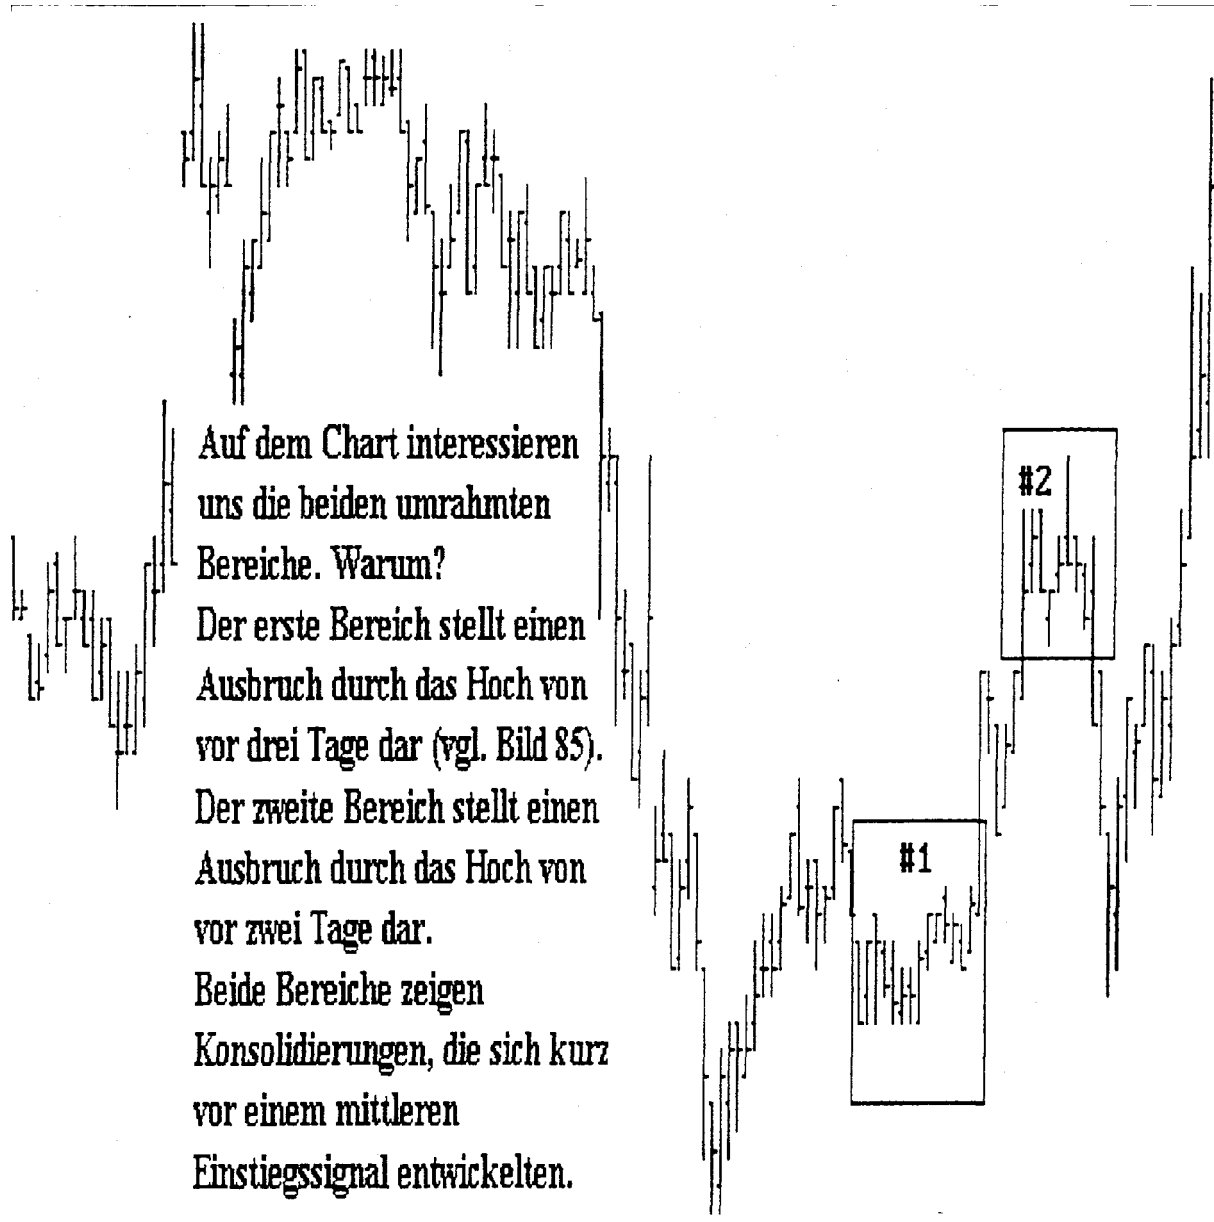 Auf dem Chart interessieren
uns die beiden umrahmten
Bereiche. Warum?
Der erste Bereich stellt einen
Ausbruch durch das Hoch von
vor drei Tage dar (vgl. Bild 85).
Der zweite Bereich stellt einen
Ausbruch durch das Hoch von
vor zwei Tage dar.
Beide Bereiche zeigen
Konsolidierungen, die sich kurz
vor einem mittleren
Einstiegssignal entwickelten.
#1
#2